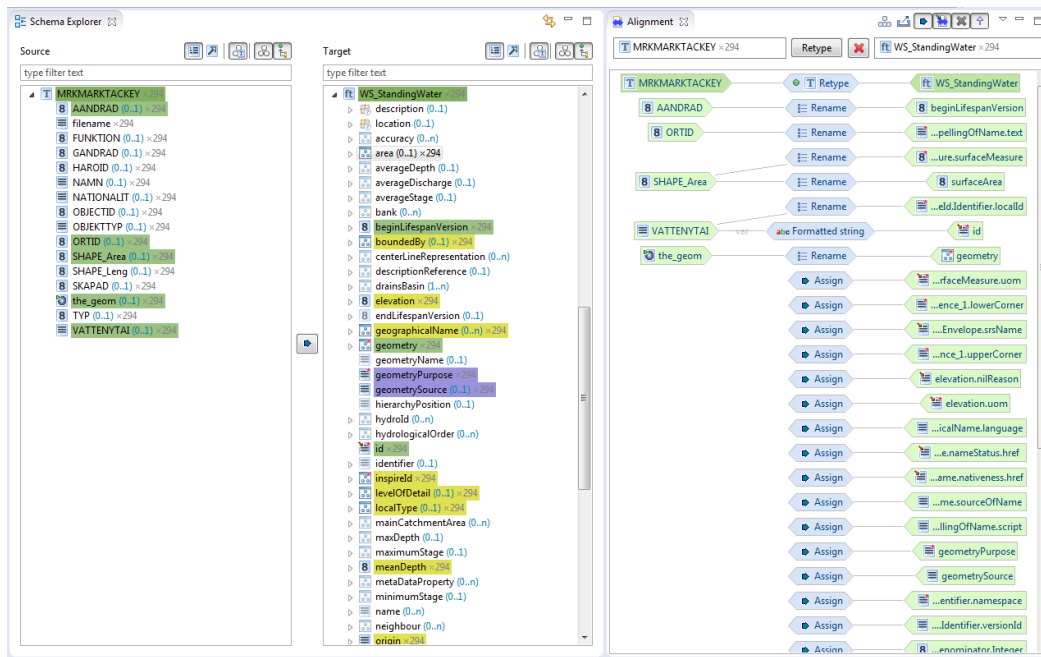 Schema Explorer
Source
type filter text
MRKMARKTACKEY ×294
AANDRAD (0..1) ×294
filename ×294
FUNKTION (0..1) ×294
GANDRAD (0..1) ×294
HAROID (0..1) ×294
NAMN (0..1) ×294
NATIONALIT (0..1) ×294
OBJECTID (0..1) ×294
OBJEKTTYP (0..1) ×294
ORTID (0..1) ×294
SHAPE_Area (0..1) ×294
SHAPE_Leng (0..1) ×294
SKAPAD (0..1) ×294
the_geom (0..1) ×294
TYP (0..1) ×294
VATTENYTAI (0..1) ×294
Target
type filter text
WS_StandingWater ×294
description (0..1)
location (0..1)
accuracy (0..n)
area (0..1) ×294
averageDepth (0..1)
averageDischarge (0..1)
averageStage (0..1)
bank (0..n)
beginLifespanVersion ×294
boundedBy (0..1) ×294
centerLineRepresentation (0..n)
descriptionReference (0..1)
drainsBasin (1..n)
elevation ×294
endLifespanVersion (0..1)
geographicalName (0..n) ×294
geometry ×294
geometryName (0..1)
geometryPurpose ×294
geometrySource (0..1) ×294
hierarchyPosition (0..1)
hydroId (0..n)
hydrologicalOrder (0..n)
id ×294
identifier (0..1)
inspireId ×294
levelOfDetail (0..1) ×294
localType (0..1) ×294
mainCatchmentArea (0..n)
maxDepth (0..1)
maximumStage (0..1)
meanDepth ×294
metaDataProperty (0..n)
minimumStage (0..1)
name (0..n)
neighbour (0..n)
origin ×294
Alignment
T MRKMARKTACKEY ×294 Retype ft WS_StandingWater ×294
MRKMARKTACKEY Retype WS_StandingWater
AANDRAD Rename beginLifespanVersion
ORTID Rename ...pellingOfName.text
Rename ...ure.surfaceMeasure
SHAPE_Area Rename surfaceArea
Rename ...eId.Identifier.localId
VATTENYTAI var abc Formatted string id
the_geom Rename geometry
Assign ...rfaceMeasure.uom
Assign ...ence_1.lowerCorner
Assign ....Envelope.srsName
Assign ...nce_1.upperCorner
Assign elevation.nilReason
Assign elevation.uom
Assign ...icalName.language
Assign ...e.nameStatus.href
Assign ...ame.nativeness.href
Assign ...me.sourceOfName
Assign ...llingOfName.script
Assign geometryPurpose
Assign geometrySource
Assign ...entifier.namespace
Assign ....Identifier.versionId
Assign ...enominator.Integer